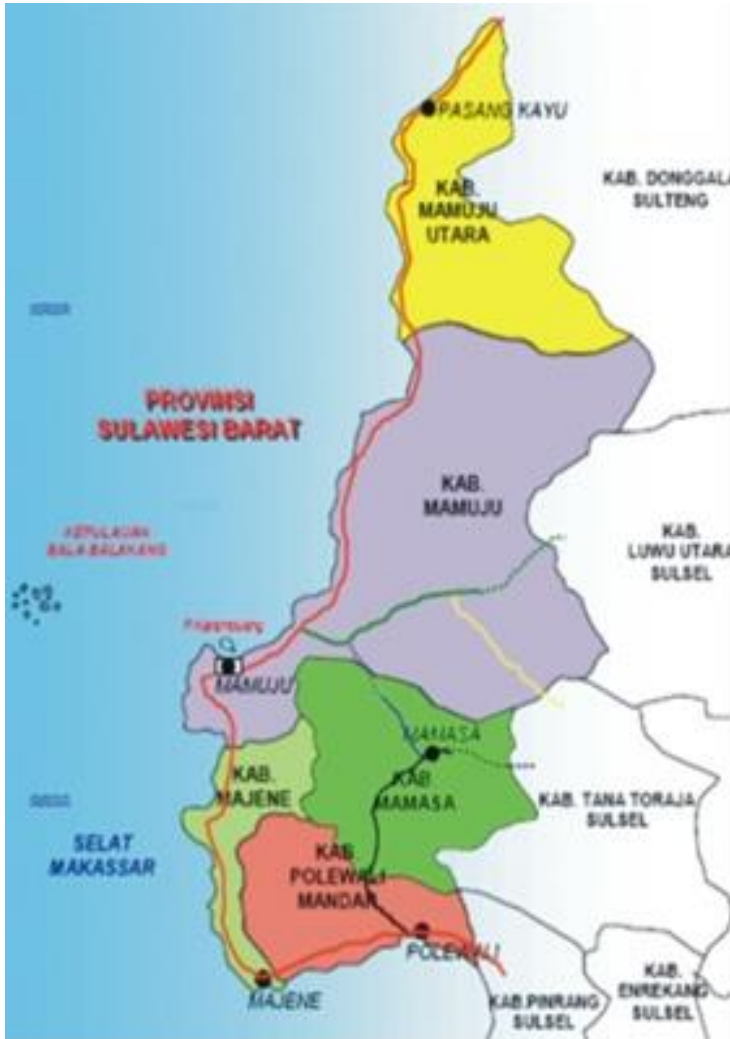 PASANG KAYU
KAB. DONGGALA
SULTENG
KAB.
MAMUJU
UTARA
PROVINSI
SULAWESI BARAT
KAB.
MAMUJU
KEPULAUAN
BALA-BALAKANG
KAB.
LUWU UTARA
SULSEL
MAMUJU
MAMASA
KAB.
MAJENE
KAB
MAMASA
KAB. TANA TORAJA
SULSEL
SELAT
MAKASSAR
KAB
POLEWALI
MANDAR
POLEWALI
MAJENE
KAB.PINRANG
SULSEL
KAB.
ENREKANG
SULSEL